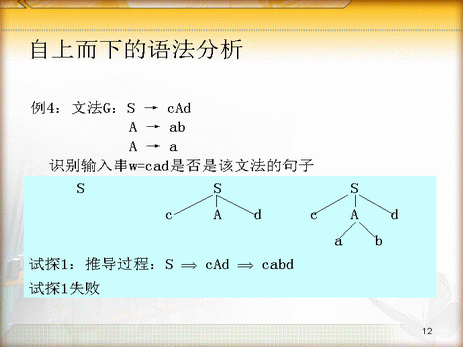 自上而下的语法分析
例4: 文法G: S → cAd
A → ab
A → a
识别输入串w=cad是否是该文法的句子
S S S
c A d c A d
a b
试探1: 推导过程: S ⇒ cAd ⇒ cabd
试探1失败
12